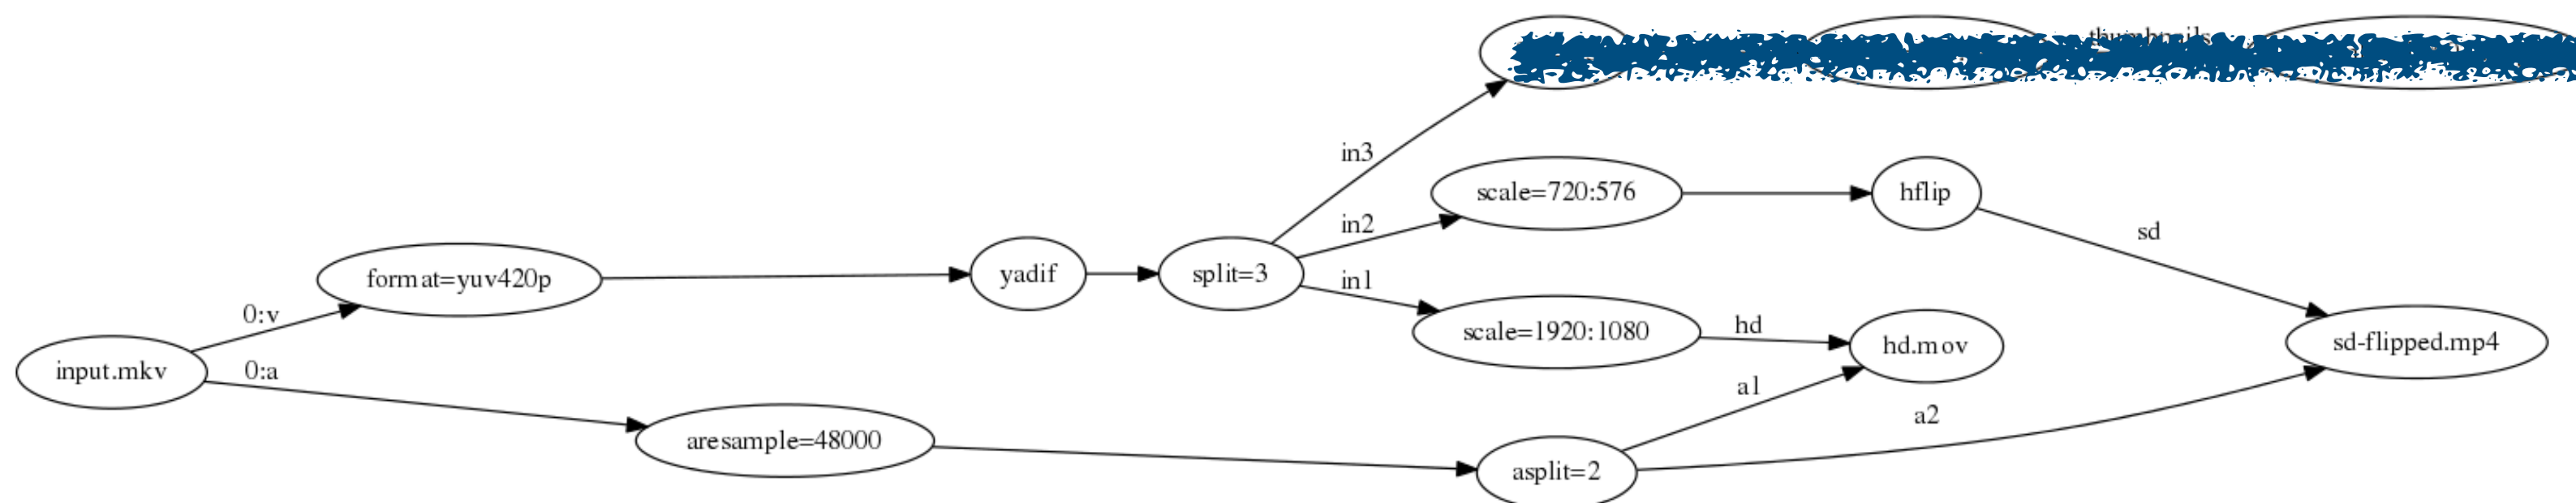 thumbnails
in3
scale=720:576
hflip
in2
sd
format=yuv420p
yadif
split=3
in1
0:v
scale=1920:1080
hd
hd.mov
sd-flipped.mp4
input.mkv
0:a
a1
a2
aresample=48000
asplit=2